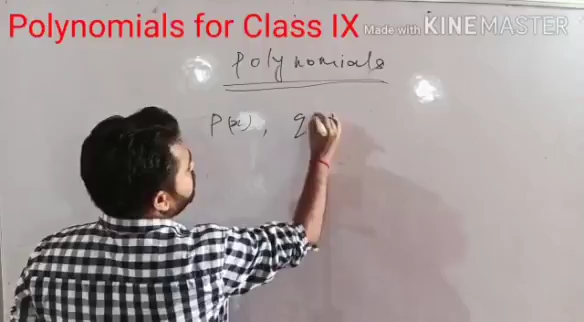 Polynomials for Class IX Made with KINEMASTER
Polynomials
P(x), q